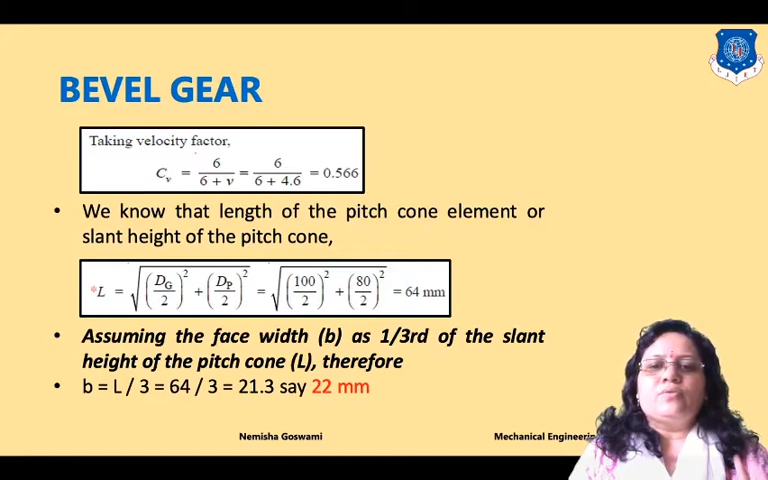 BEVEL GEAR
Taking velocity factor,
Cv = 6 / (6 + v) = 6 / (6 + 4.6) = 0.566
• We know that length of the pitch cone element or
slant height of the pitch cone,
*L = √((DG/2)² + (DP/2)²) = √((100/2)² + (80/2)²) = 64 mm
• Assuming the face width (b) as 1/3rd of the slant
height of the pitch cone (L), therefore
• b = L / 3 = 64 / 3 = 21.3 say 22 mm
Nemisha Goswami
Mechanical Engineerin